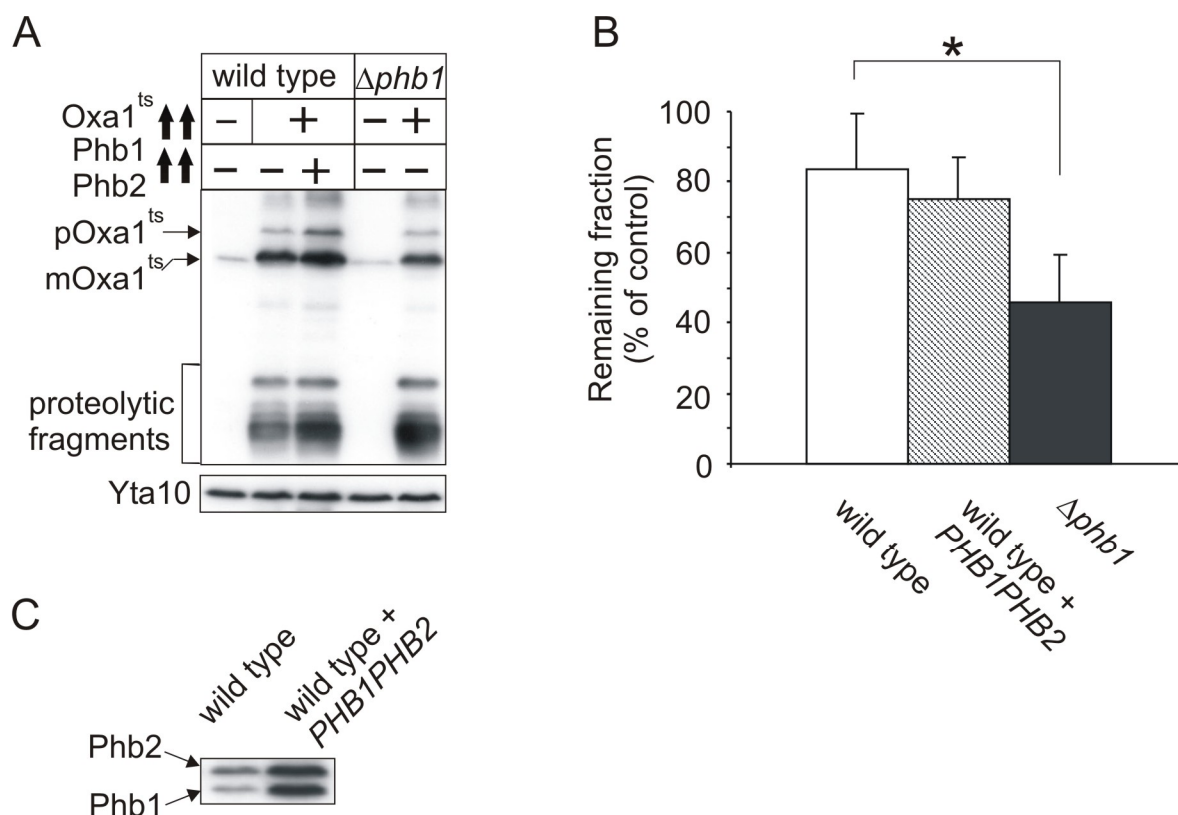 A
wild type Δphb1
Oxa1ts − + − +
Phb1
Phb2 − − + − −
pOxa1ts
mOxa1ts
proteolytic
fragments
Yta10
B
*
Remaining fraction
(% of control)
100
80
60
40
20
0
wild type
wild type +
PHB1PHB2
Δphb1
C
wild type
wild type +
PHB1PHB2
Phb2
Phb1